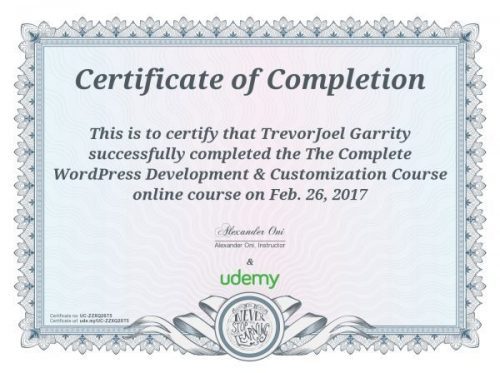 Certificate of Completion
This is to certify that TrevorJoel Garrity
successfully completed the The Complete
WordPress Development & Customization Course
online course on Feb. 26, 2017
Alexander Oni
Alexander Oni, Instructor
&
udemy
Certificate no: UC-ZZXQ2ST5
Certificate url: ude.my/UC-ZZXQ2ST5
NEVER
STOP
LEARNING